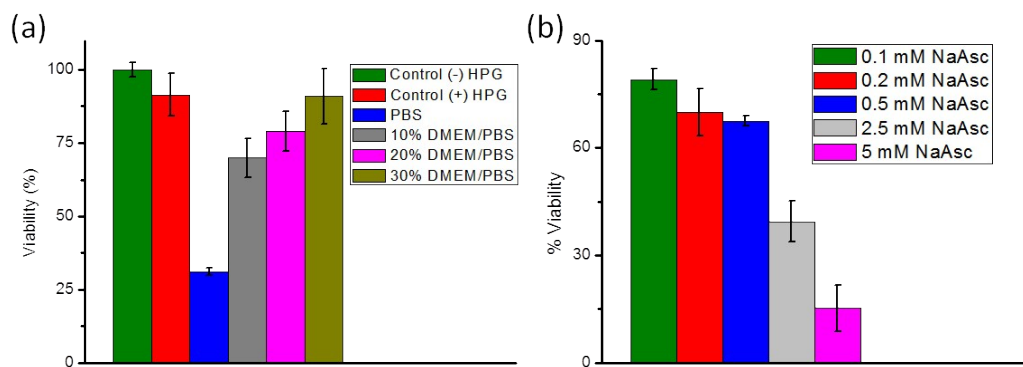 (a)
Viability (%)
100
75
50
25
0
Control (-) HPG
Control (+) HPG
PBS
10% DMEM/PBS
20% DMEM/PBS
30% DMEM/PBS
(b)
% Viability
90
60
30
0
0.1 mM NaAsc
0.2 mM NaAsc
0.5 mM NaAsc
2.5 mM NaAsc
5 mM NaAsc